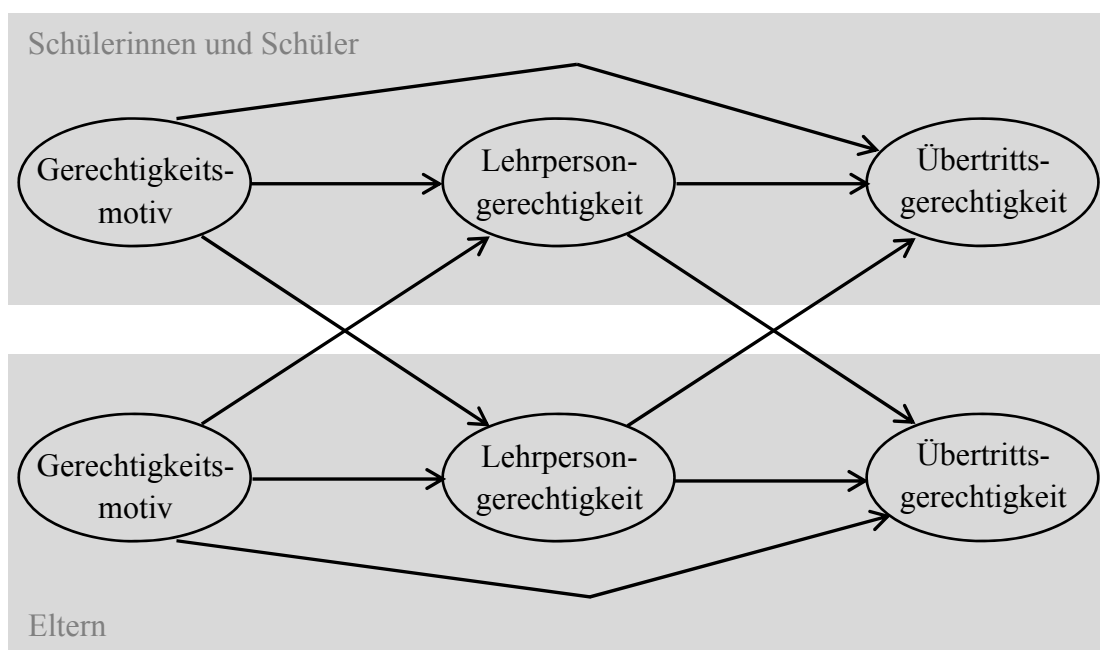 Schülerinnen und Schüler
Gerechtigkeits-
motiv
Lehrperson-
gerechtigkeit
Übertritts-
gerechtigkeit
Gerechtigkeits-
motiv
Lehrperson-
gerechtigkeit
Übertritts-
gerechtigkeit
Eltern